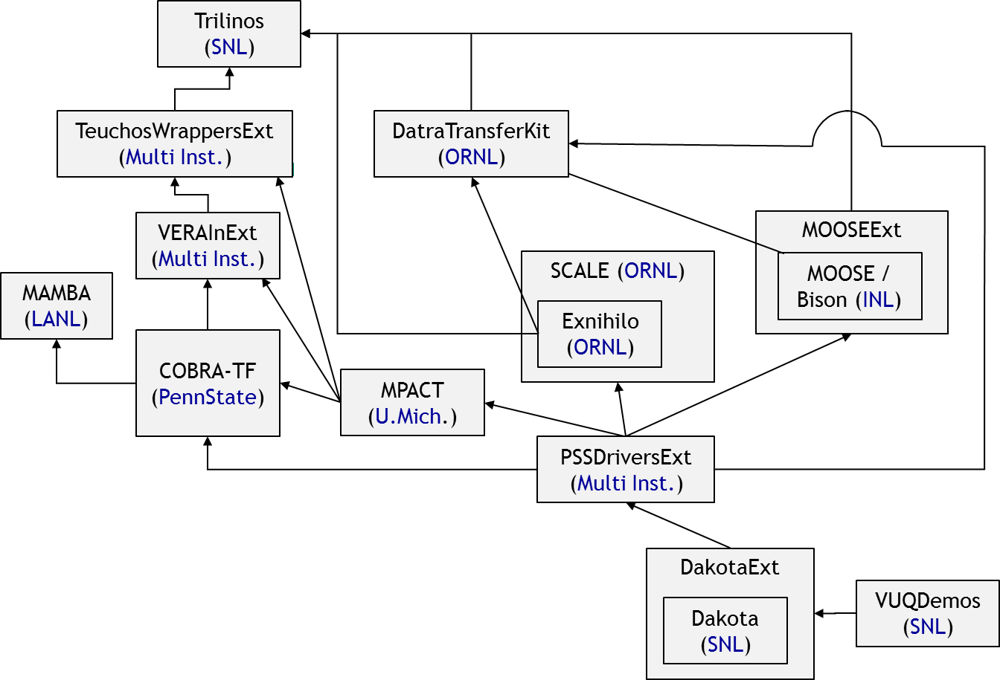 Trilinos
(SNL)
TeuchosWrappersExt
(Multi Inst.)
DatraTransferKit
(ORNL)
VERAInExt
(Multi Inst.)
MOOSEExt
MOOSE /
Bison (INL)
SCALE (ORNL)
Exnihilo
(ORNL)
MAMBA
(LANL)
COBRA-TF
(PennState)
MPACT
(U.Mich.)
PSSDriversExt
(Multi Inst.)
DakotaExt
Dakota
(SNL)
VUQDemos
(SNL)